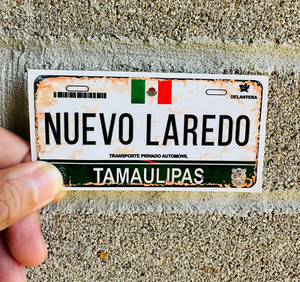 DELANTERA
NUEVO LAREDO
TRANSPORTE PRIVADO AUTOMOVIL
TAMAULIPAS